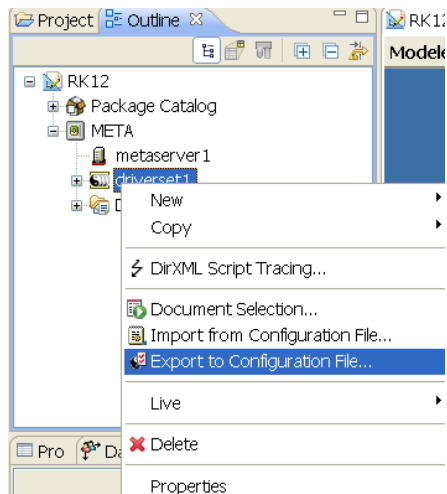 Project Outline
RK12
Modele
RK12
Package Catalog
META
metaserver1
driverset1
New
Copy
DirXML Script Tracing...
Document Selection...
Import from Configuration File...
Export to Configuration File...
Live
Delete
Pro Da
Properties